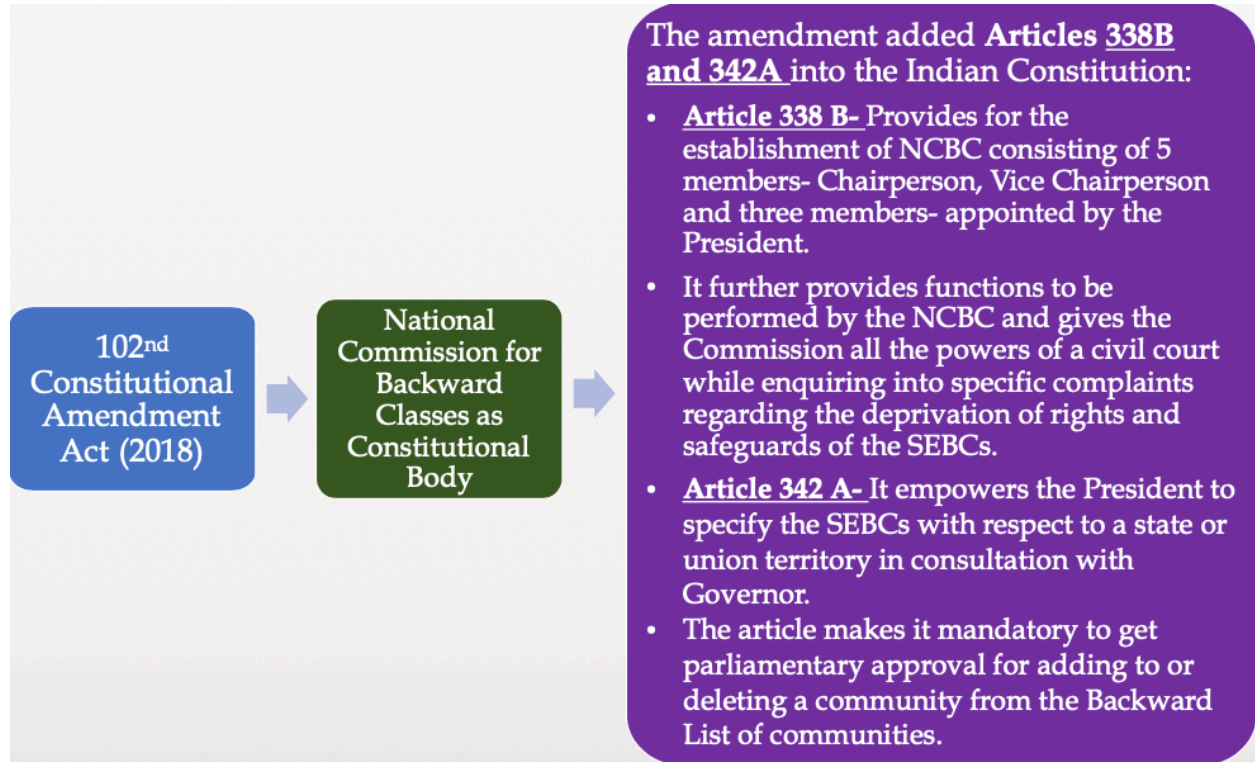 102nd
Constitutional
Amendment
Act (2018)
National
Commission for
Backward
Classes as
Constitutional
Body
The amendment added Articles 338B
and 342A into the Indian Constitution:
• Article 338 B- Provides for the
establishment of NCBC consisting of 5
members- Chairperson, Vice Chairperson
and three members- appointed by the
President.
• It further provides functions to be
performed by the NCBC and gives the
Commission all the powers of a civil court
while enquiring into specific complaints
regarding the deprivation of rights and
safeguards of the SEBCs.
• Article 342 A- It empowers the President to
specify the SEBCs with respect to a state or
union territory in consultation with
Governor.
• The article makes it mandatory to get
parliamentary approval for adding to or
deleting a community from the Backward
List of communities.